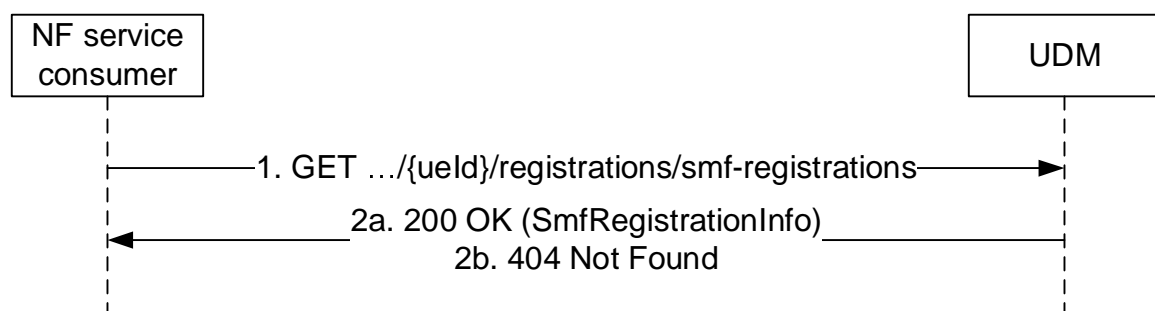 NF service
consumer
UDM
1. GET …/{ueId}/registrations/smf-registrations
2a. 200 OK (SmfRegistrationInfo)
2b. 404 Not Found